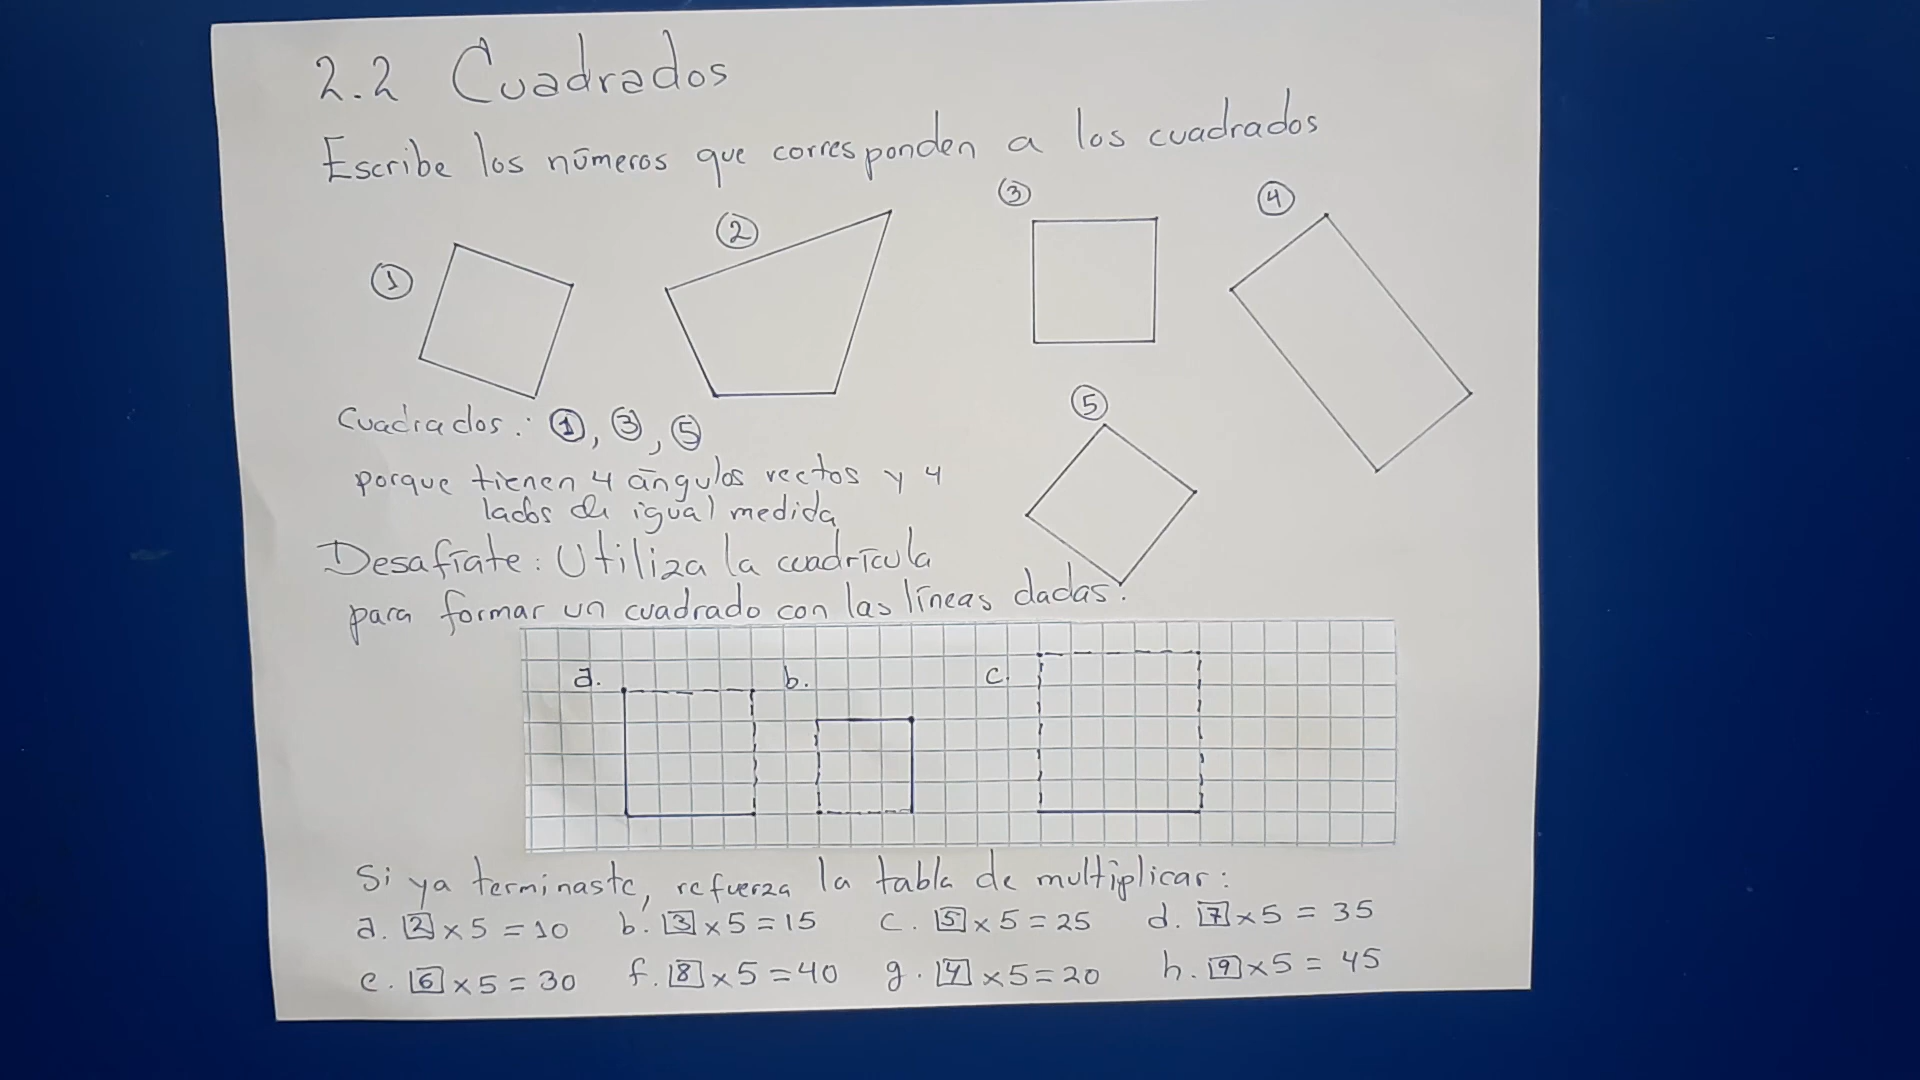 2.2 Cuadrados
Escribe los números que corresponden a los cuadrados
① ② ③ ④
⑤
Cuadrados: ①, ③, ⑤
porque tienen 4 ángulos rectos y 4
lados de igual medida
Desafíate: Utiliza la cuadrícula
para formar un cuadrado con las líneas dadas.
a. b. c.
Si ya terminaste, refuerza la tabla de multiplicar:
a. 2 x 5 = 10 b. 3 x 5 = 15 c. 5 x 5 = 25 d. 7 x 5 = 35
e. 6 x 5 = 30 f. 8 x 5 = 40 g. 4 x 5 = 20 h. 9 x 5 = 45